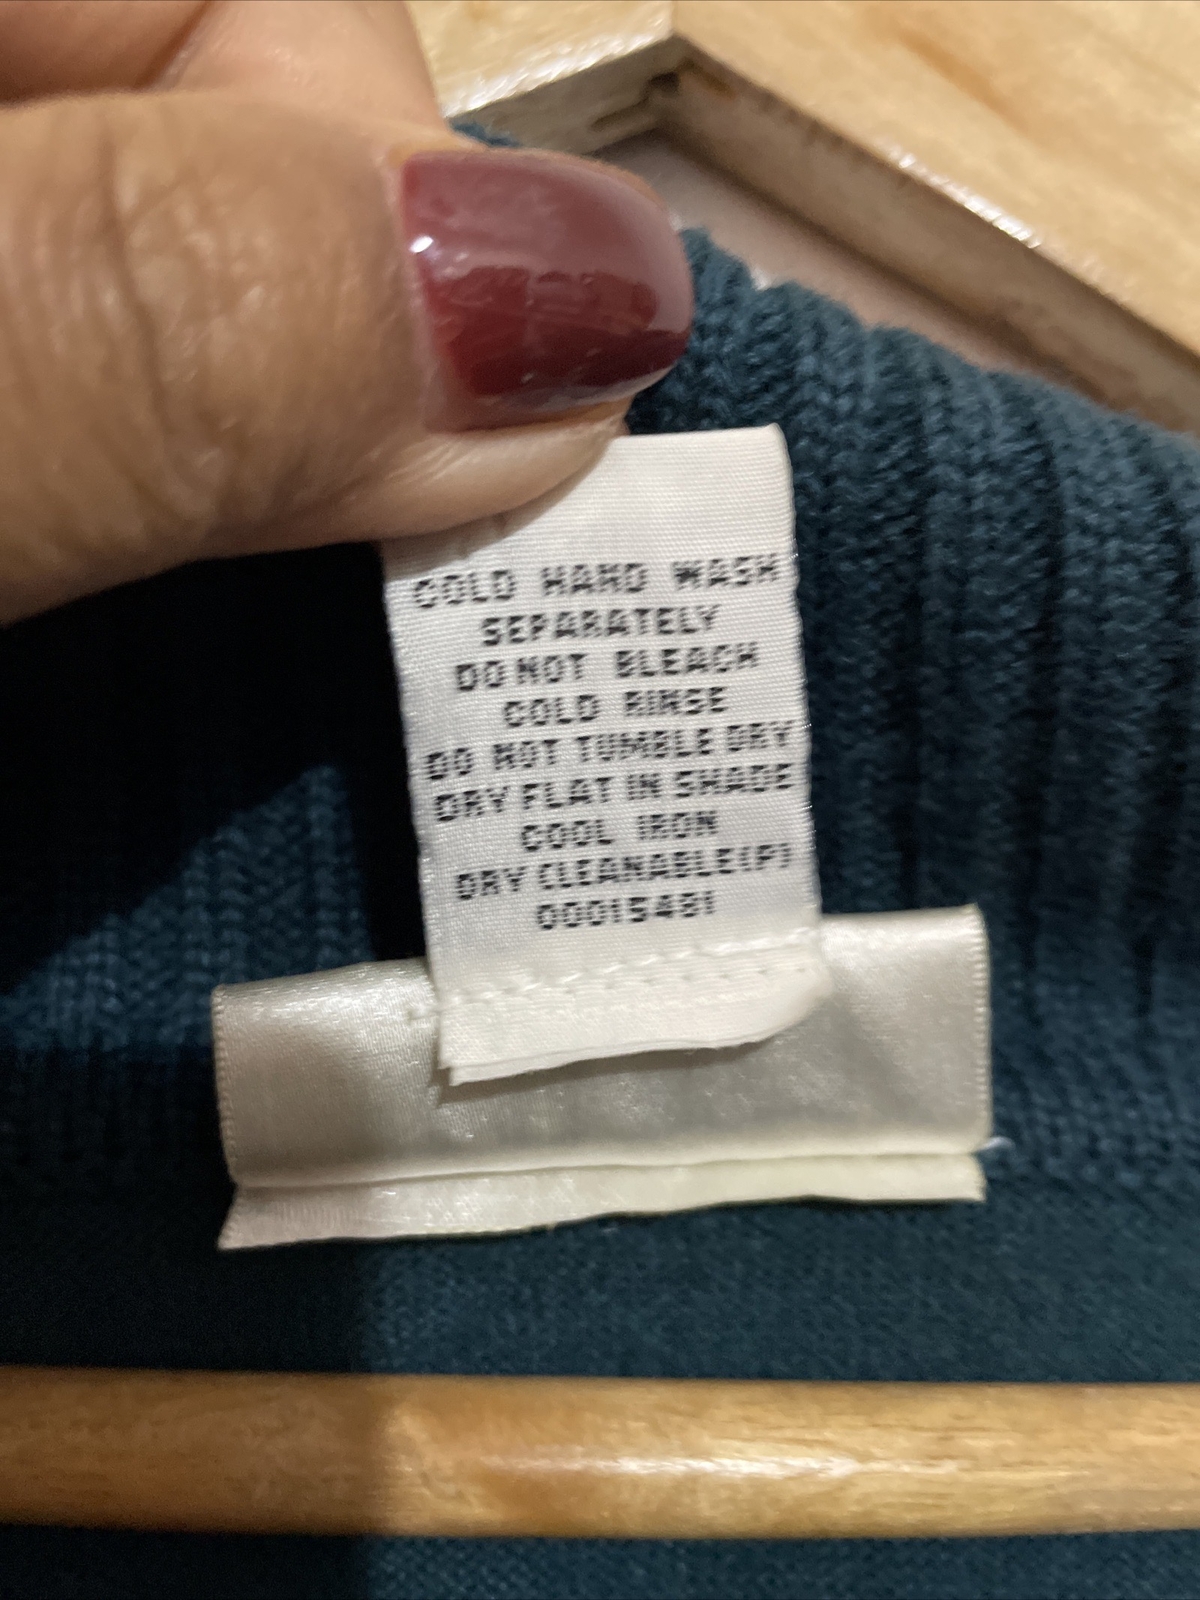 COLD HAND WASH
SEPARATELY
DO NOT BLEACH
COLD RINSE
DO NOT TUMBLE DRY
DRY FLAT IN SHADE
COOL IRON
DRY CLEANABLE(P)
00015481